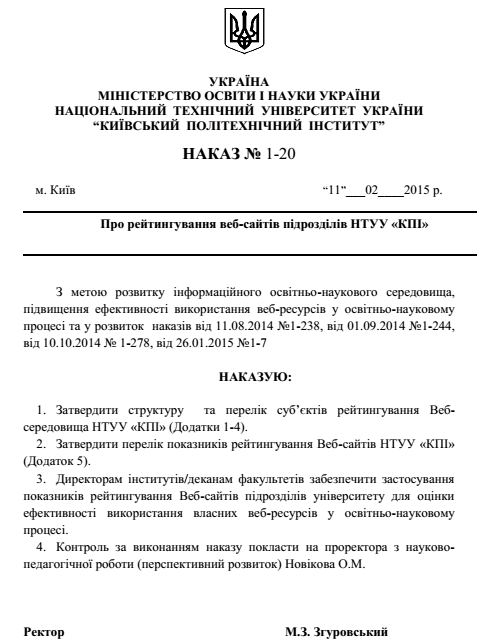 УКРАЇНА
МІНІСТЕРСТВО ОСВІТИ І НАУКИ УКРАЇНИ
НАЦІОНАЛЬНИЙ ТЕХНІЧНИЙ УНІВЕРСИТЕТ УКРАЇНИ
“КИЇВСЬКИЙ ПОЛІТЕХНІЧНИЙ ІНСТИТУТ”
НАКАЗ № 1-20
м. Київ “11”___02____2015 р.
Про рейтингування веб-сайтів підрозділів НТУУ «КПІ»
З метою розвитку інформаційного освітньо-наукового середовища,
підвищення ефективності використання веб-ресурсів у освітньо-науковому
процесі та у розвиток наказів від 11.08.2014 №1-238, від 01.09.2014 №1-244,
від 10.10.2014 № 1-278, від 26.01.2015 №1-7
НАКАЗУЮ:
1. Затвердити структуру та перелік суб’єктів рейтингування Веб-
середовища НТУУ «КПІ» (Додатки 1-4).
2. Затвердити перелік показників рейтингування Веб-сайтів НТУУ «КПІ»
(Додаток 5).
3. Директорам інститутів/деканам факультетів забезпечити застосування
показників рейтингування Веб-сайтів підрозділів університету для оцінки
ефективності використання власних веб-ресурсів у освітньо-науковому
процесі.
4. Контроль за виконанням наказу покласти на проректора з науково-
педагогічної роботи (перспективний розвиток) Новікова О.М.
Ректор М.З. Згуровський